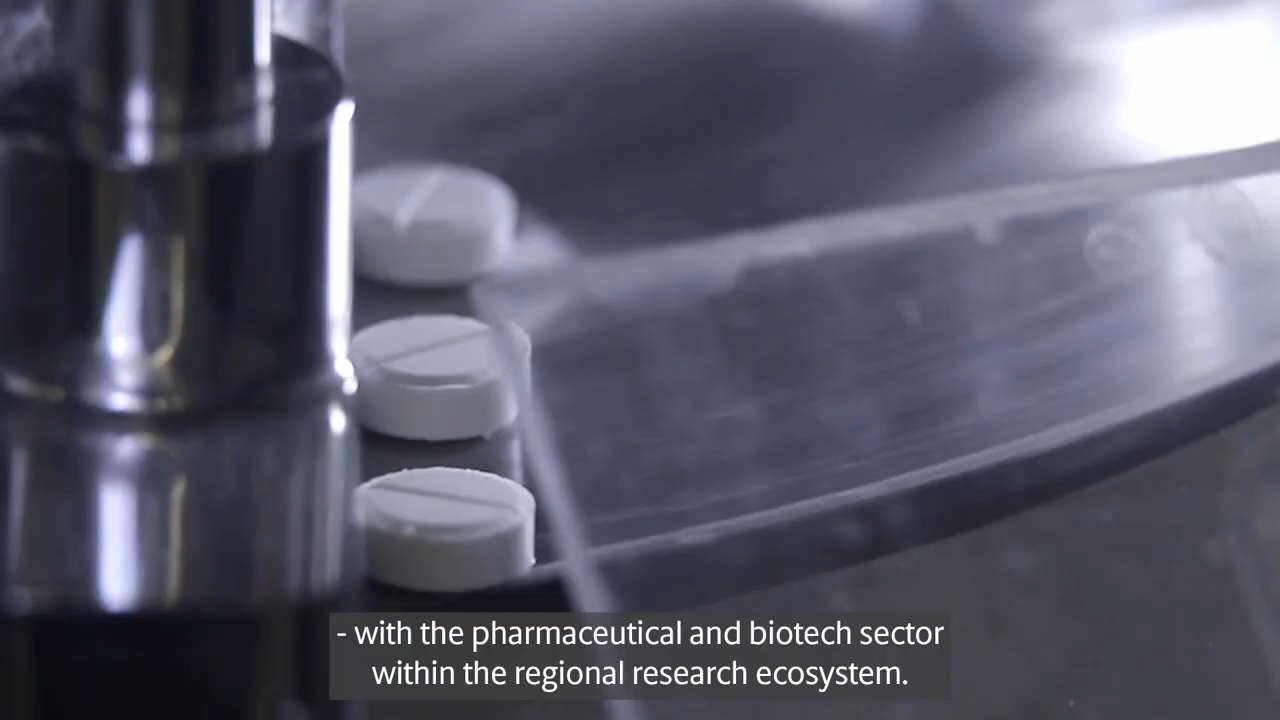 - with the pharmaceutical and biotech sector
within the regional research ecosystem.